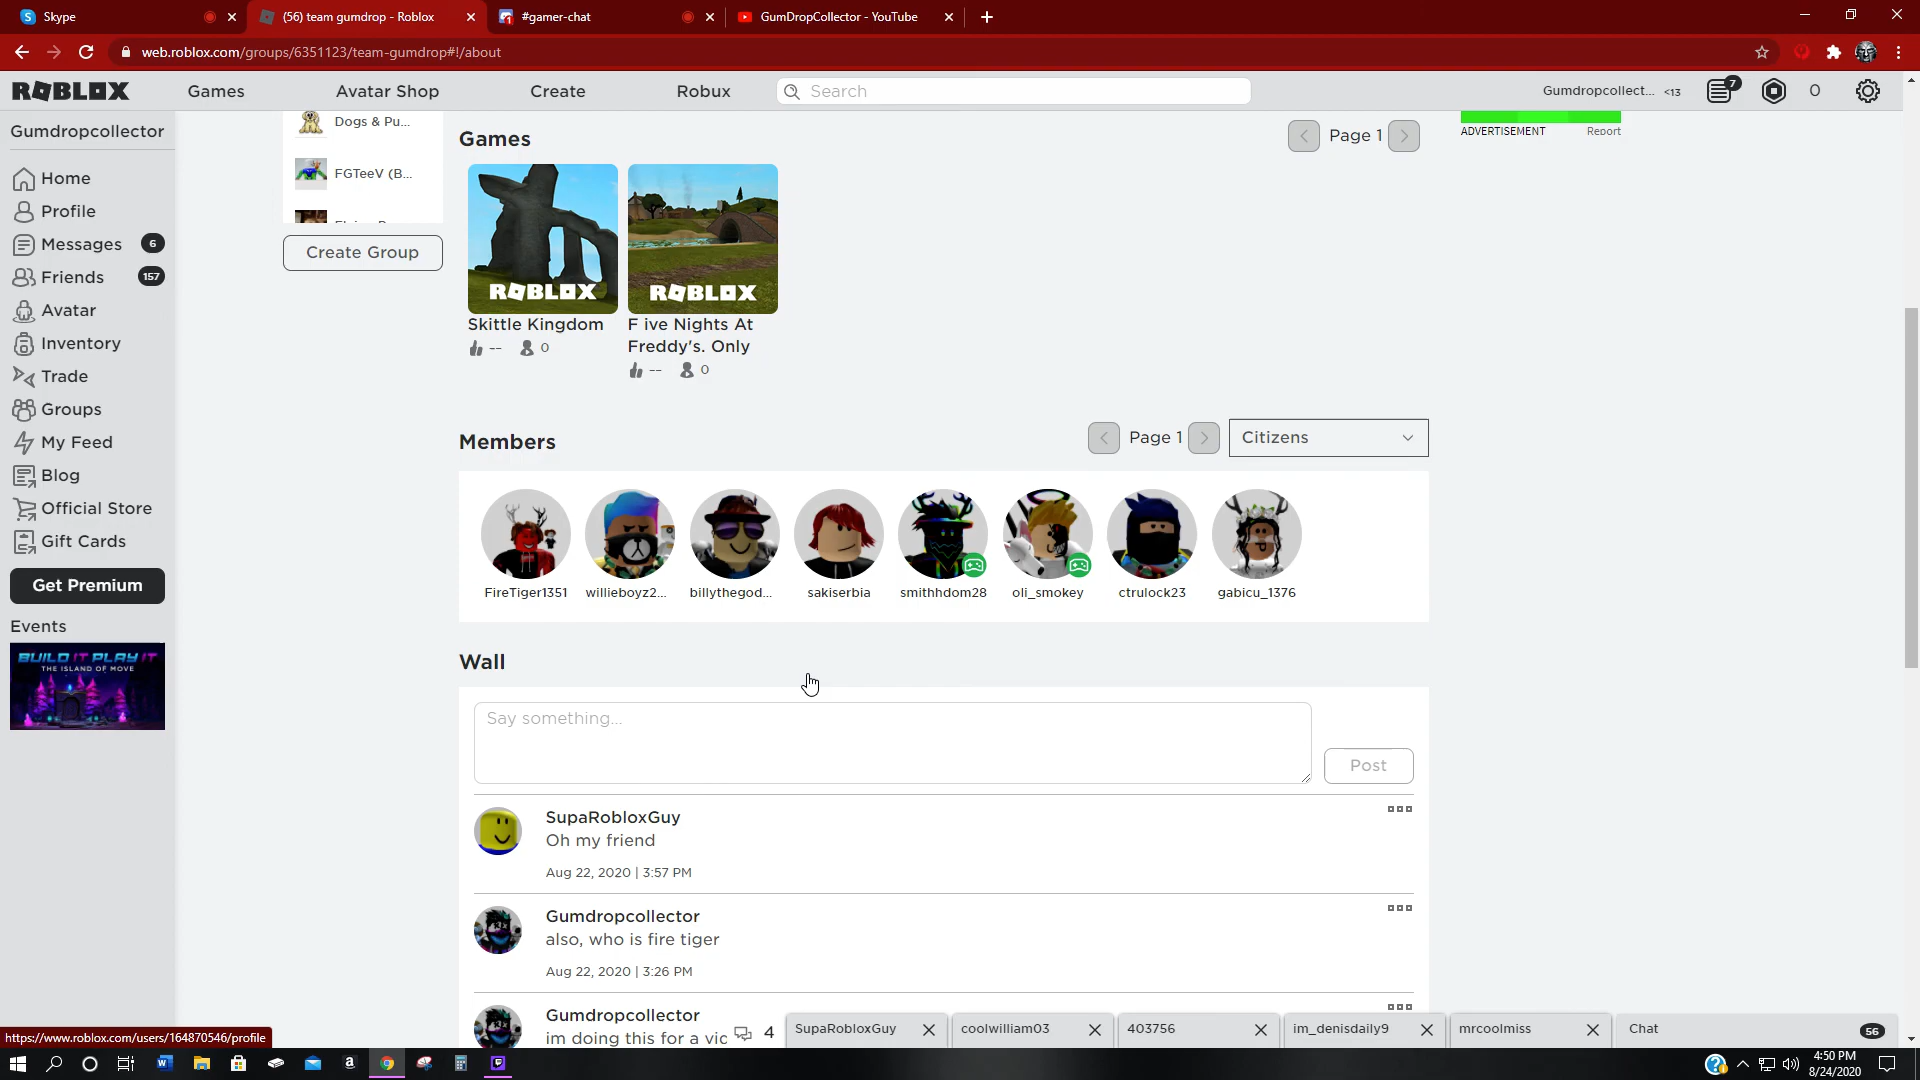 Skype
(56) team gumdrop - Roblox
#gamer-chat
GumDropCollector - YouTube
web.roblox.com/groups/6351123/team-gumdrop#!/about
ROBLOX
Games
Avatar Shop
Create
Robux
Search
Gumdropcollect... <13
7
0
Gumdropcollector
Home
Profile
Messages 6
Friends 157
Avatar
Inventory
Trade
Groups
My Feed
Blog
Official Store
Gift Cards
Get Premium
Events
BUILD IT PLAY IT
THE ISLAND OF MOVE
Dogs & Pu...
FGTeeV (B...
Create Group
Games
Page 1
ADVERTISEMENT
Report
ROBLOX
ROBLOX
Skittle Kingdom
-- 0
F ive Nights At
Freddy's. Only
-- 0
Members
Page 1
Citizens
FireTiger1351
willieboyz2...
billythegod...
sakiserbia
smithhdom28
oli_smokey
ctrulock23
gabicu_1376
Wall
Say something...
Post
SupaRobloxGuy
Oh my friend
Aug 22, 2020 | 3:57 PM
Gumdropcollector
also, who is fire tiger
Aug 22, 2020 | 3:26 PM
Gumdropcollector
im doing this for a vid
4
SupaRobloxGuy
coolwilliam03
403756
im_denisdaily9
mrcoolmiss
Chat
56
https://www.roblox.com/users/164870546/profile
4:50 PM
8/24/2020